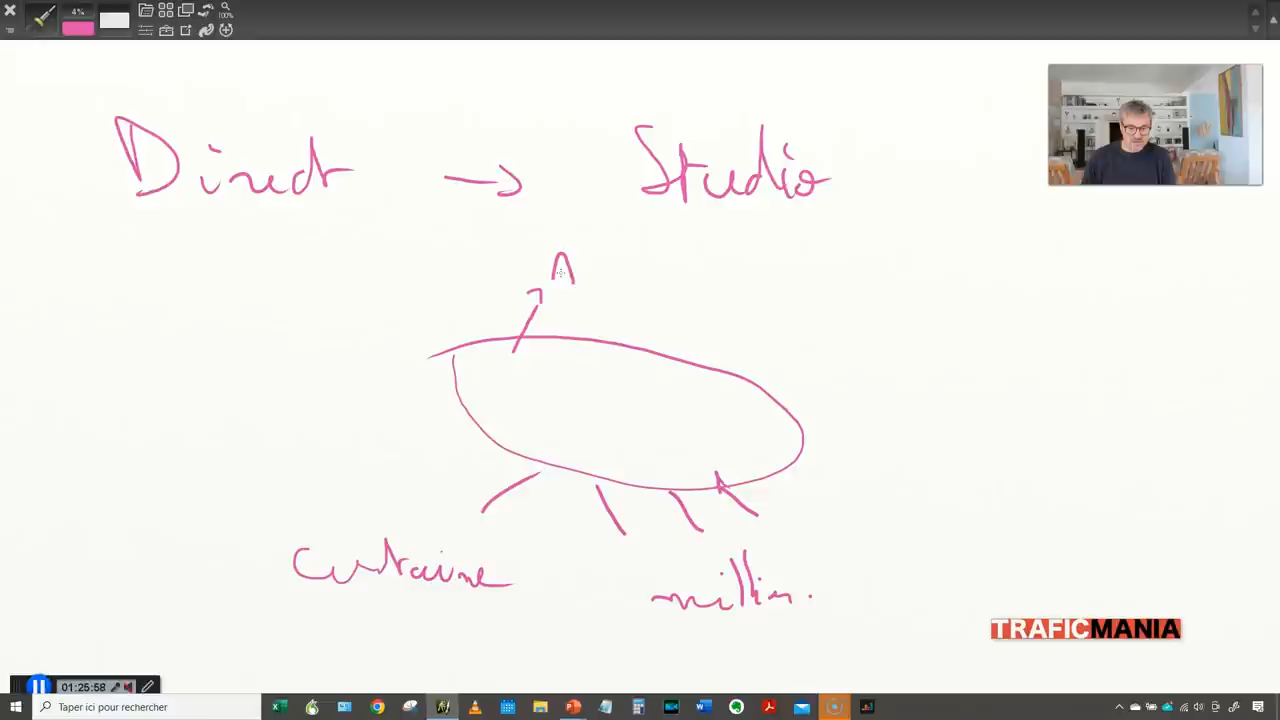 4%
100%
Direct → Studio
A
centaine
millier.
TRAFICMANIA
01:25:58
Taper ici pour rechercher